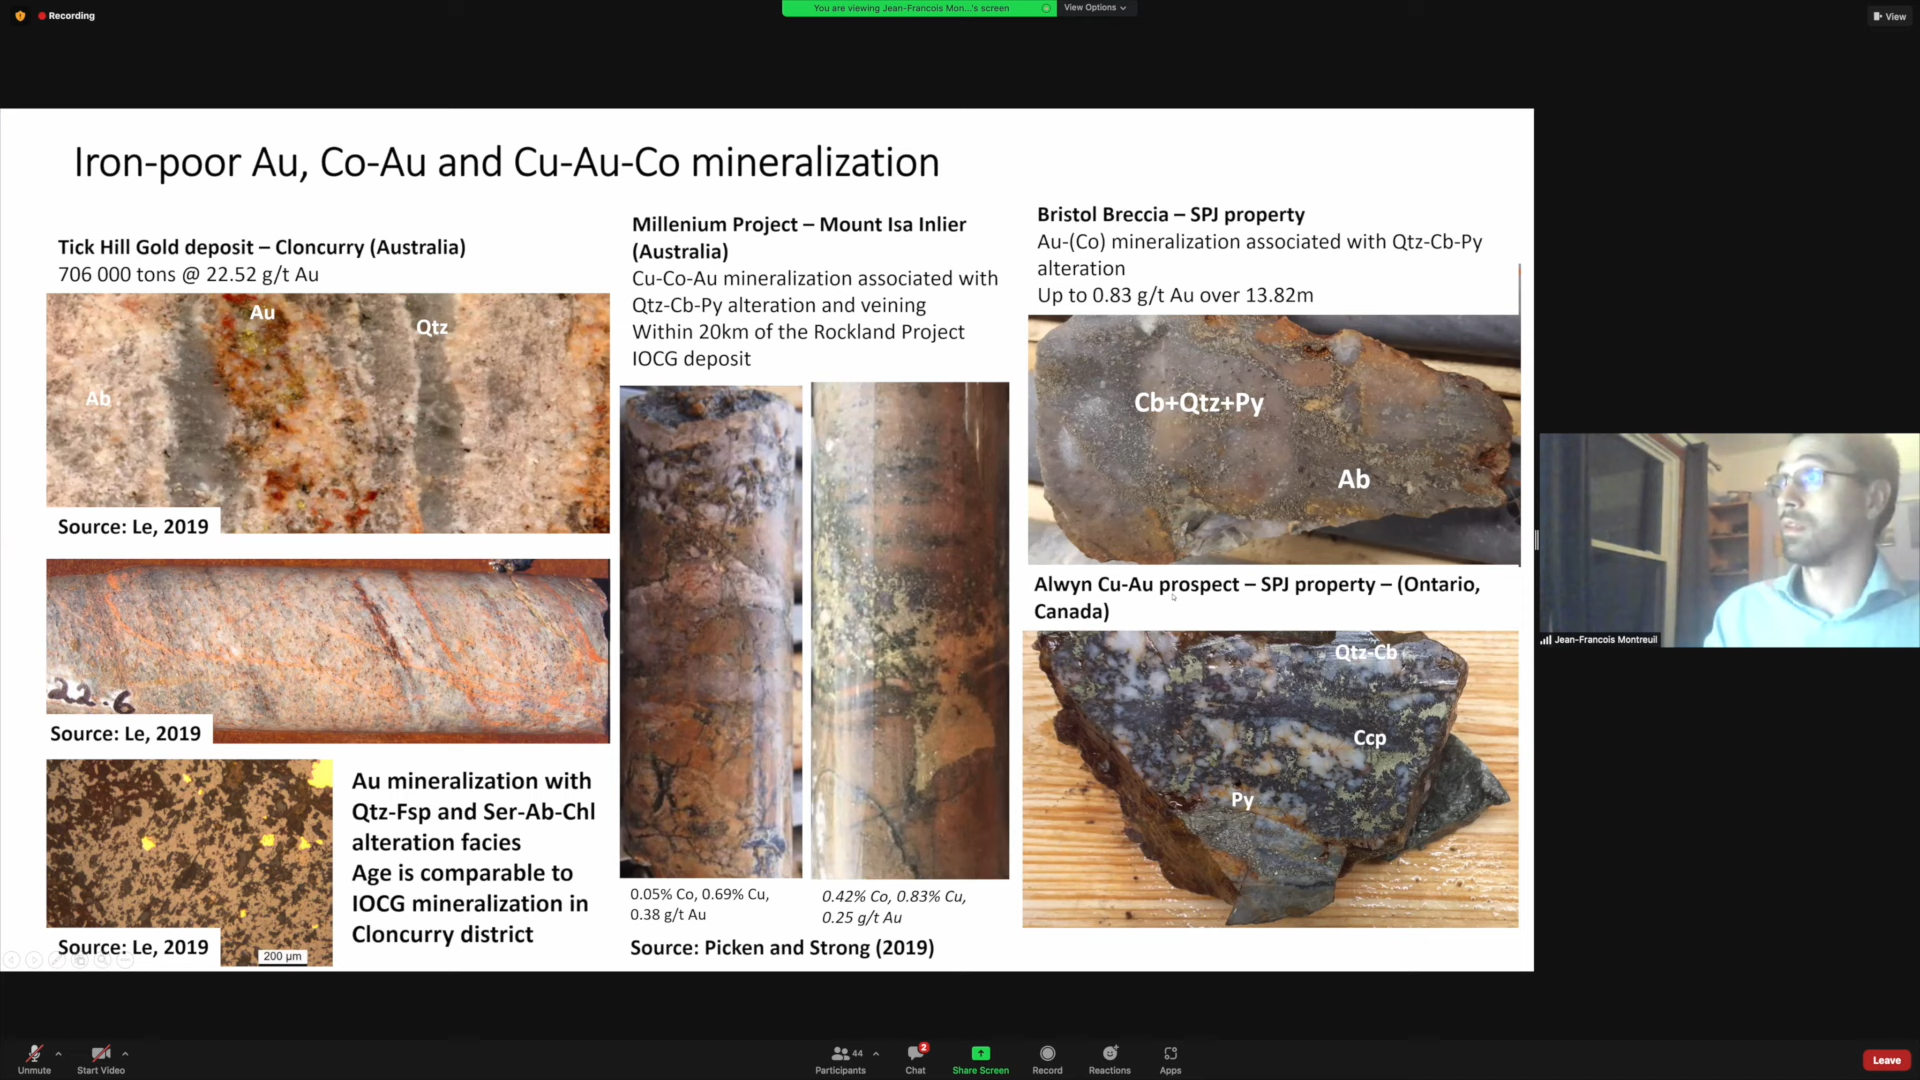 Recording
You are viewing Jean-Francois Mon...'s screen
View Options
View
Iron-poor Au, Co-Au and Cu-Au-Co mineralization
Tick Hill Gold deposit – Cloncurry (Australia)
706 000 tons @ 22.52 g/t Au
Au
Qtz
Ab
Source: Le, 2019
22.6
Source: Le, 2019
Source: Le, 2019
200 µm
Au mineralization with
Qtz-Fsp and Ser-Ab-Chl
alteration facies
Age is comparable to
IOCG mineralization in
Cloncurry district
Millenium Project – Mount Isa Inlier
(Australia)
Cu-Co-Au mineralization associated with
Qtz-Cb-Py alteration and veining
Within 20km of the Rockland Project
IOCG deposit
0.05% Co, 0.69% Cu,
0.38 g/t Au
0.42% Co, 0.83% Cu,
0.25 g/t Au
Source: Picken and Strong (2019)
Bristol Breccia – SPJ property
Au-(Co) mineralization associated with Qtz-Cb-Py
alteration
Up to 0.83 g/t Au over 13.82m
Cb+Qtz+Py
Ab
Alwyn Cu-Au prospect – SPJ property – (Ontario,
Canada)
Qtz-Cb
Ccp
Py
Jean-Francois Montreuil
Unmute
Start Video
44
Participants
2
Chat
Share Screen
Record
Reactions
Apps
Leave